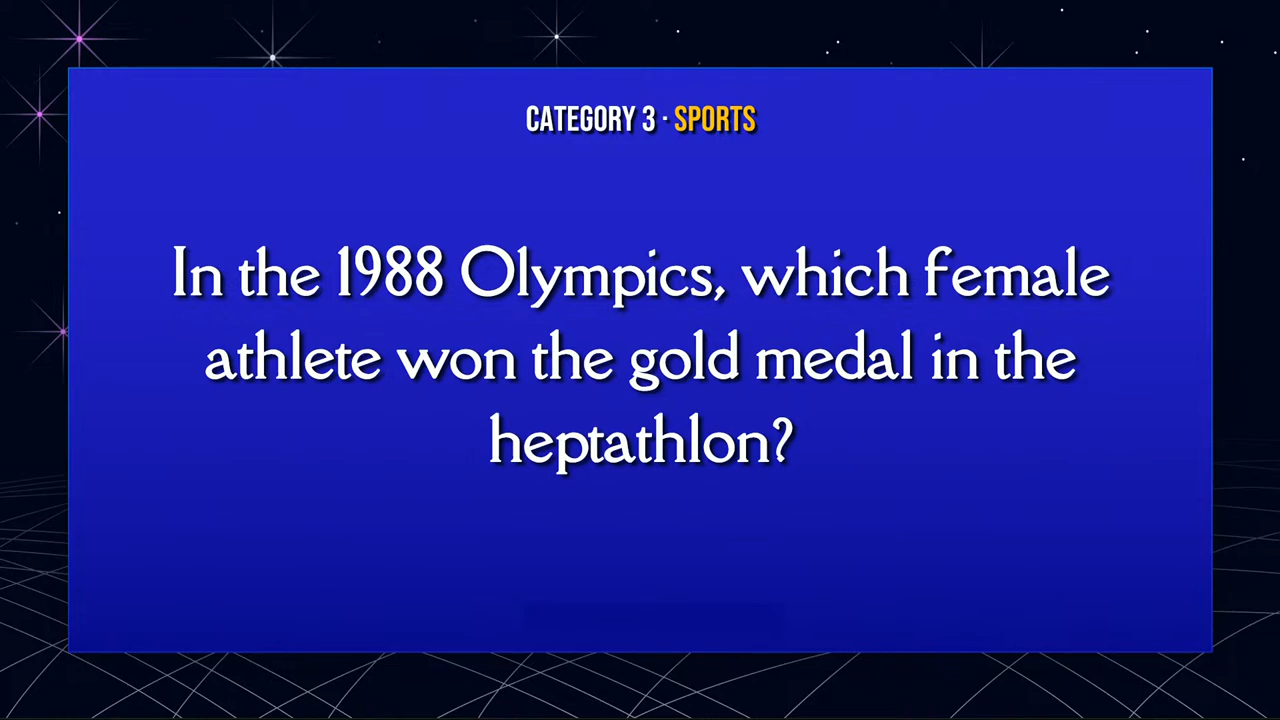 CATEGORY 3 · SPORTS
In the 1988 Olympics, which female
athlete won the gold medal in the
heptathlon?